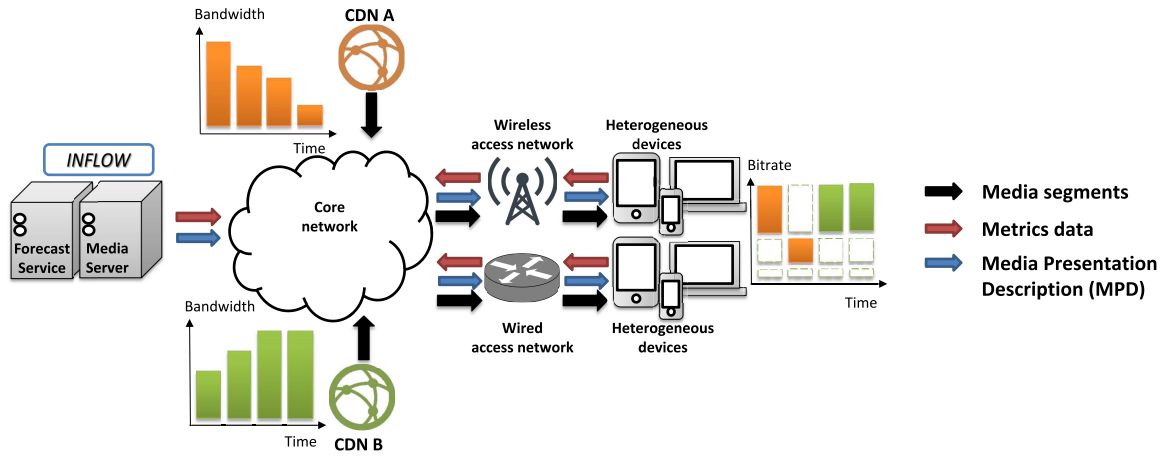 INFLOW
Forecast
Service
Media
Server
Bandwidth
Time
CDN A
Core
network
Bandwidth
Time
CDN B
Wireless
access network
Heterogeneous
devices
Wired
access network
Heterogeneous
devices
Bitrate
Time
Media segments
Metrics data
Media Presentation
Description (MPD)